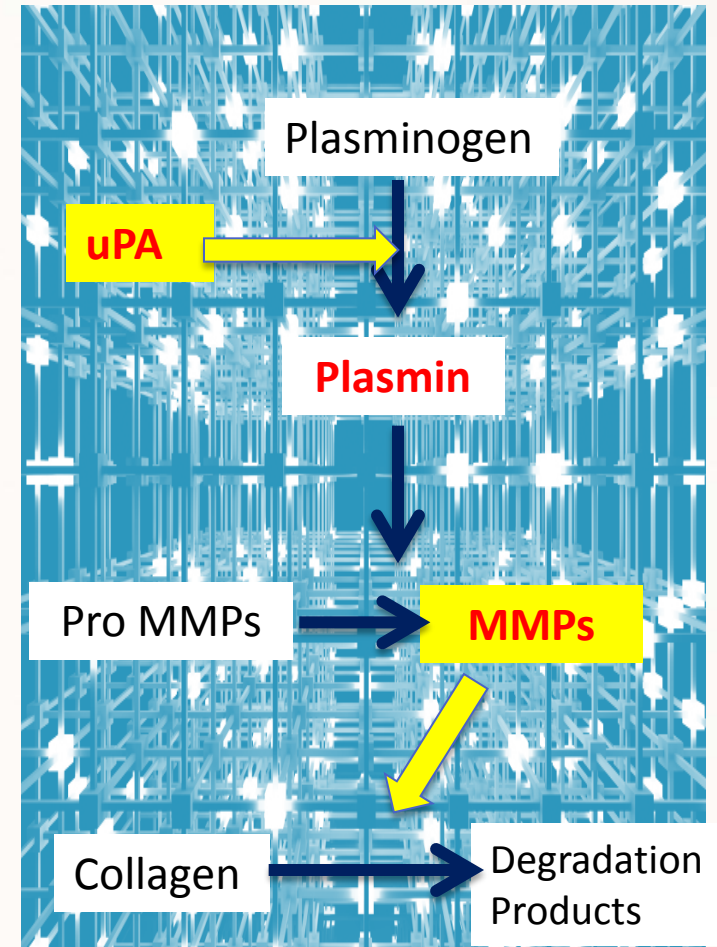 Plasminogen
uPA
Plasmin
Pro MMPs
MMPs
Collagen
Degradation
Products